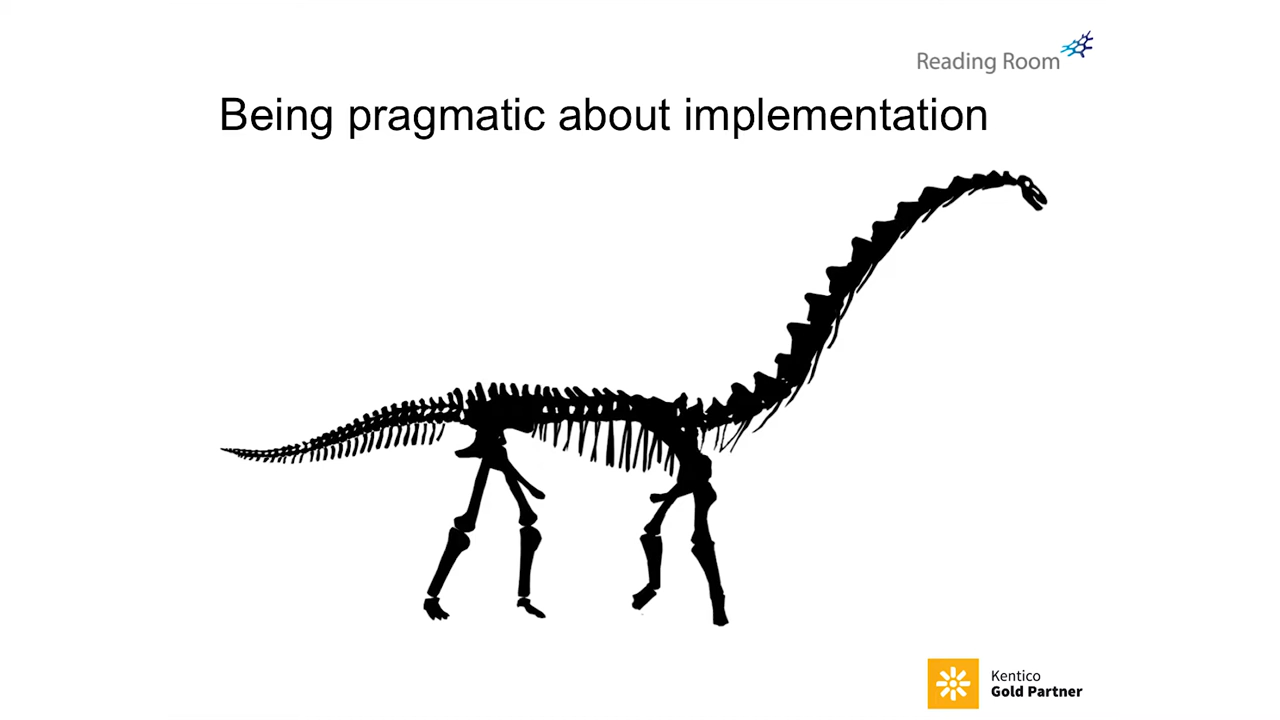 Reading Room
Being pragmatic about implementation
Kentico
Gold Partner